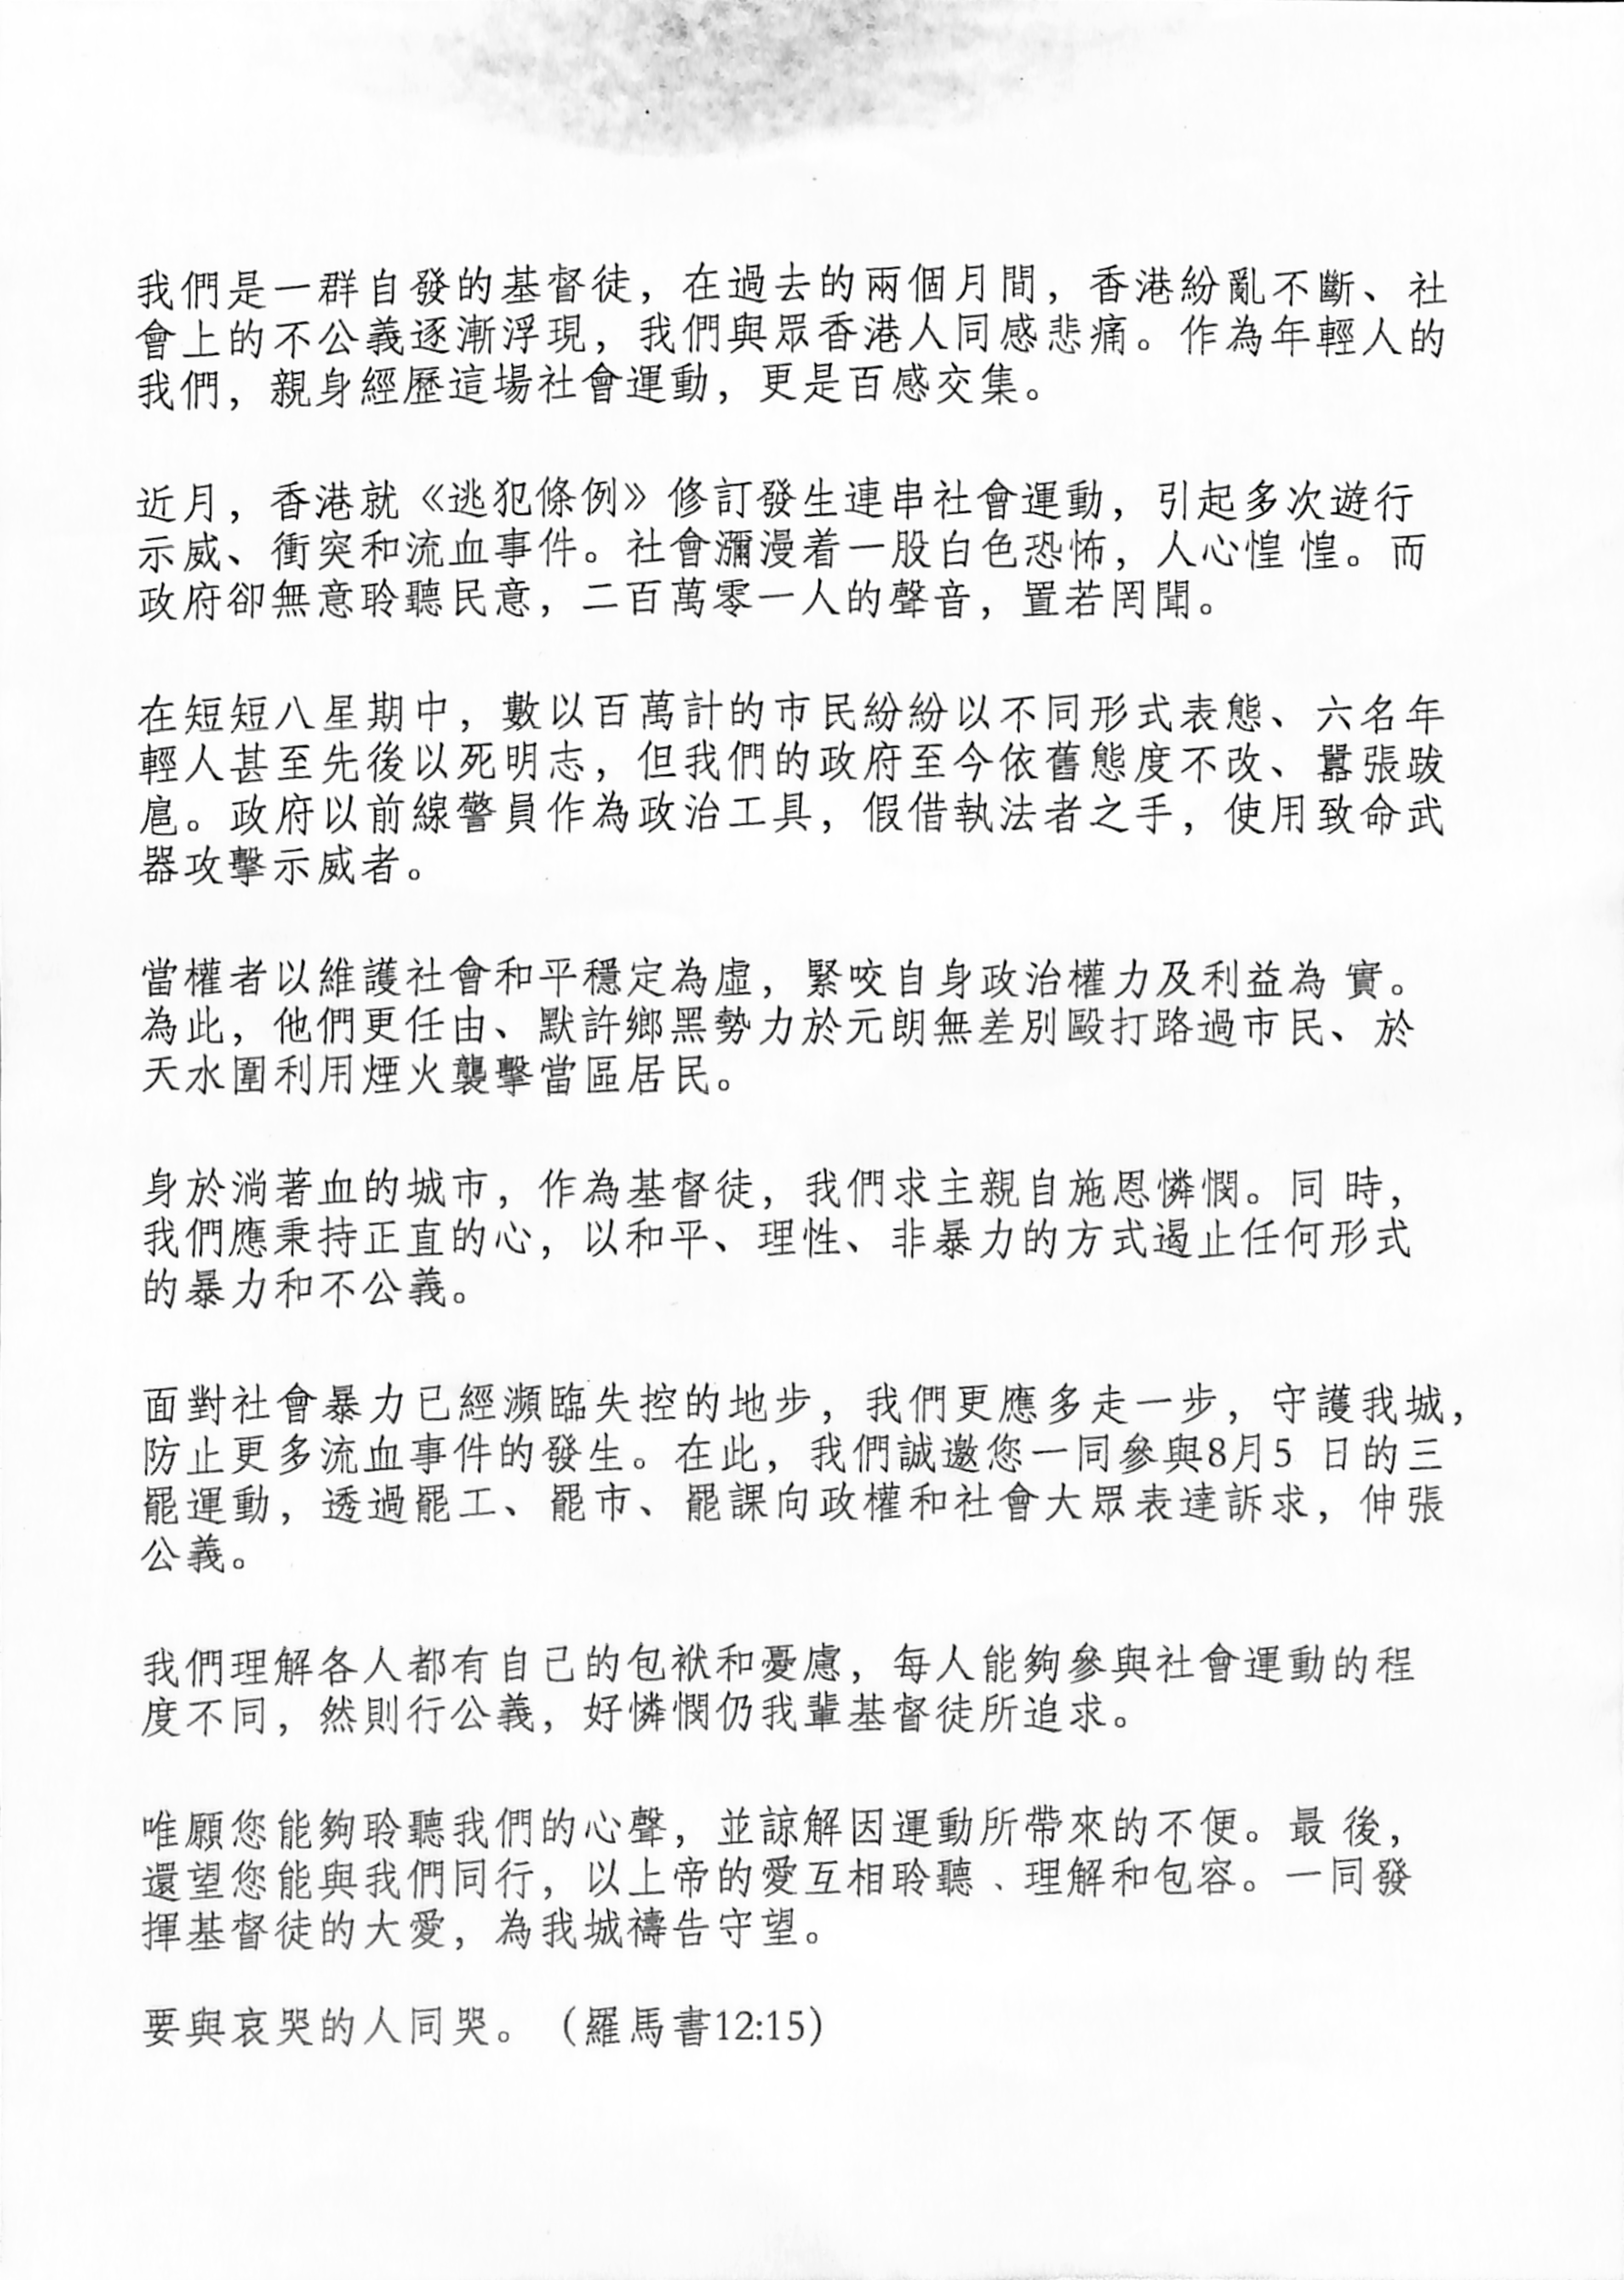 我們是一群自發的基督徒，在過去的兩個月間，香港紛亂不斷、社
會上的不公義逐漸浮現，我們與眾香港人同感悲痛。作為年輕人的
我們，親身經歷這場社會運動，更是百感交集。
近月，香港就《逃犯條例》修訂發生連串社會運動，引起多次遊行
示威、衝突和流血事件。社會瀰漫着一股白色恐怖，人心惶 惶。而
政府卻無意聆聽民意，二百萬零一人的聲音，置若罔聞。
在短短八星期中，數以百萬計的市民紛紛以不同形式表態、六名年
輕人甚至先後以死明志，但我們的政府至今依舊態度不改、囂張跋
扈。政府以前線警員作為政治工具，假借執法者之手，使用致命武
器攻擊示威者。
當權者以維護社會和平穩定為虛，緊咬自身政治權力及利益為 實。
為此，他們更任由、默許鄉黑勢力於元朗無差別毆打路過市民、於
天水圍利用煙火襲擊當區居民。
身於淌著血的城市，作為基督徒，我們求主親自施恩憐憫。同 時，
我們應秉持正直的心，以和平、理性、非暴力的方式遏止任何形式
的暴力和不公義。
面對社會暴力已經瀕臨失控的地步，我們更應多走一步，守護我城，
防止更多流血事件的發生。在此，我們誠邀您一同參與8月5 日的三
罷運動，透過罷工、罷市、罷課向政權和社會大眾表達訴求，伸張
公義。
我們理解各人都有自己的包袱和憂慮，每人能夠參與社會運動的程
度不同，然則行公義，好憐憫仍我輩基督徒所追求。
唯願您能夠聆聽我們的心聲，並諒解因運動所帶來的不便。最 後，
還望您能與我們同行，以上帝的愛互相聆聽﹑理解和包容。一同發
揮基督徒的大愛，為我城禱告守望。
要與哀哭的人同哭。（羅馬書12:15）